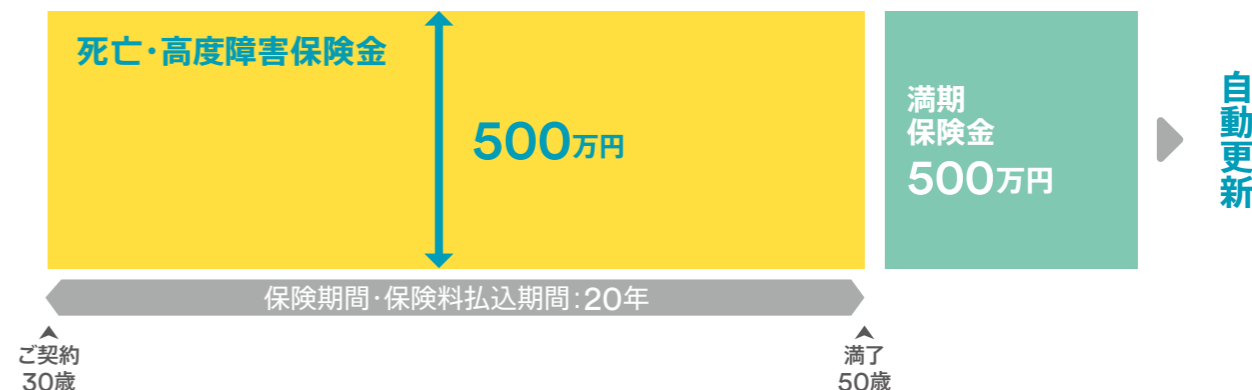 死亡・高度障害保険金
500万円
満期
保険金
500万円
自動更新
保険期間・保険料払込期間:20年
ご契約
30歳
満了
50歳